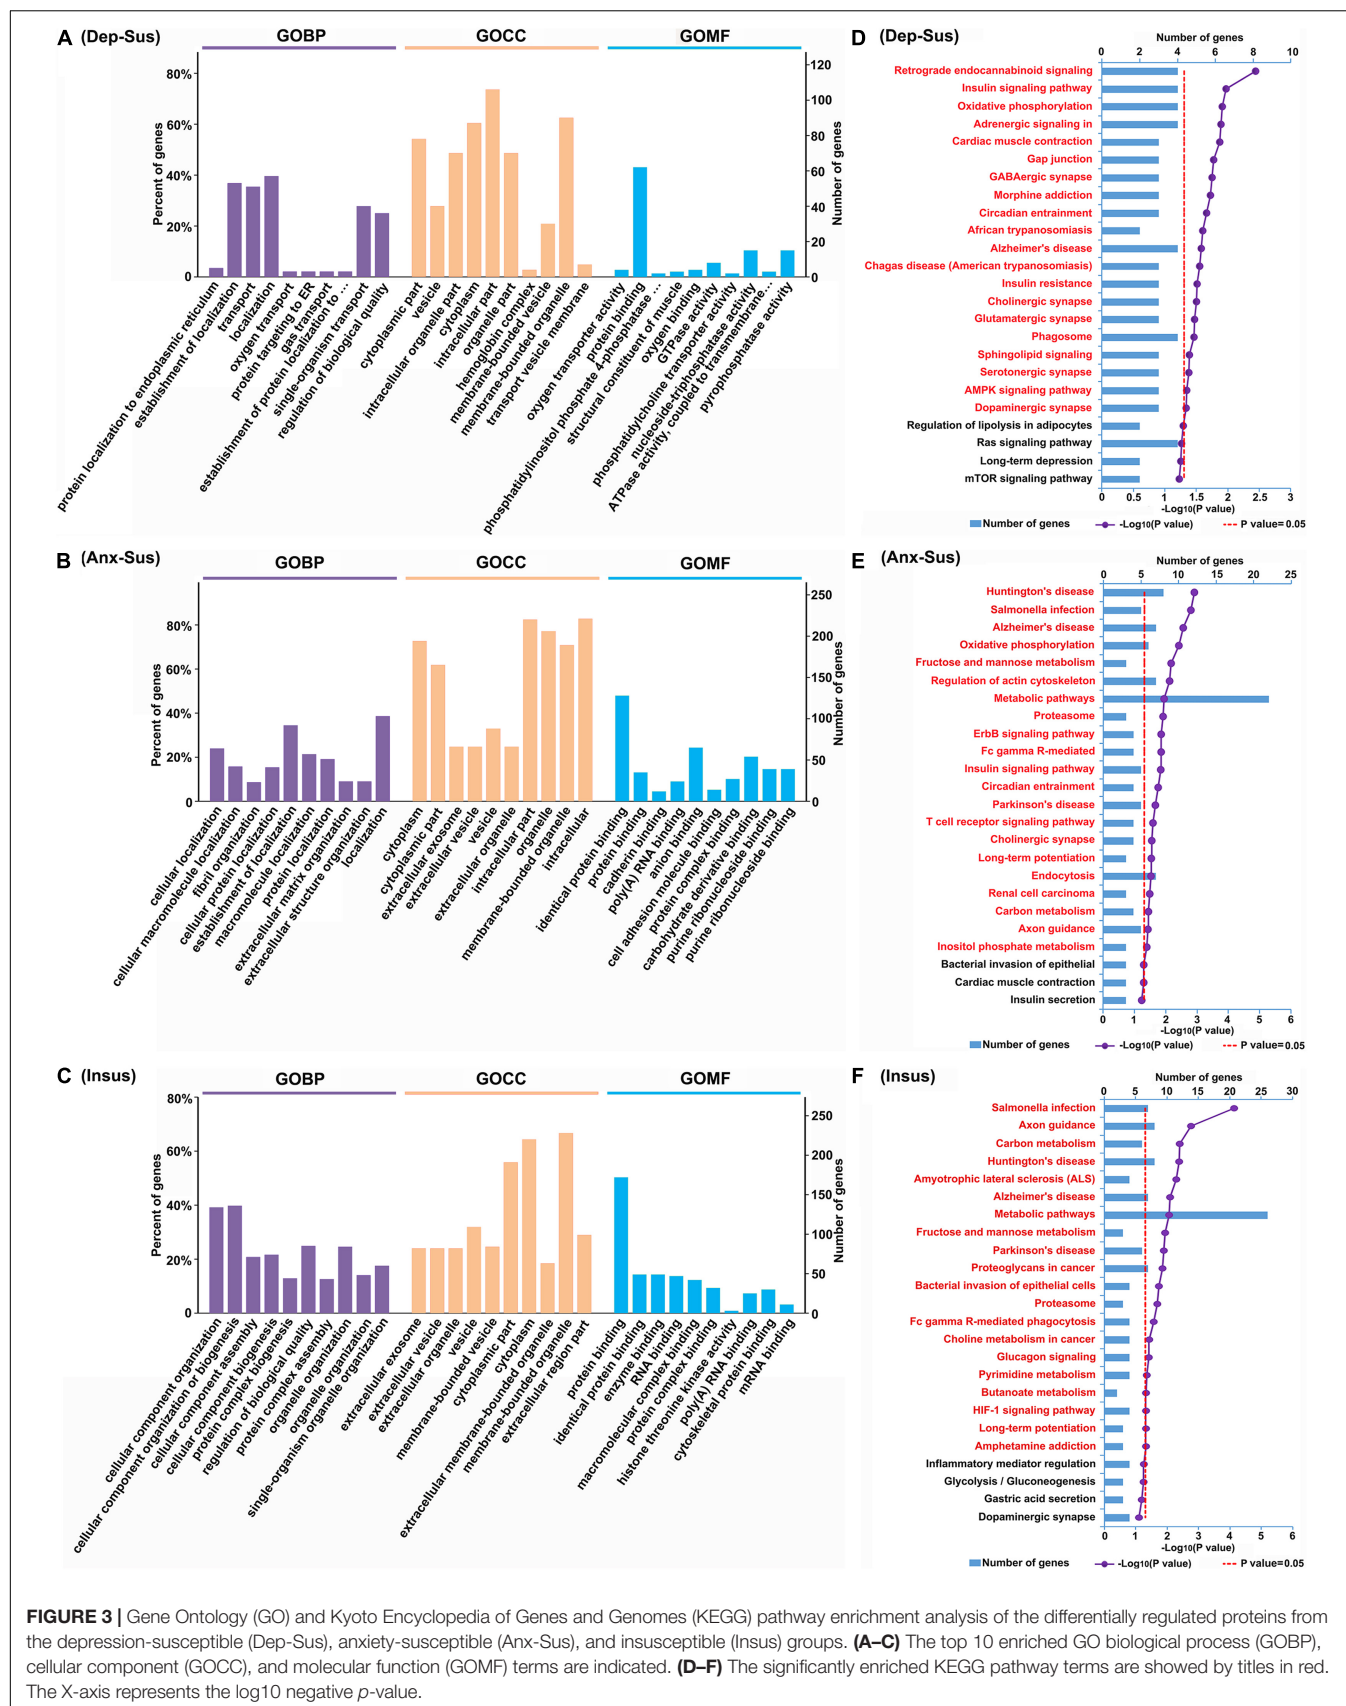 A (Dep-Sus)
GOBP
GOCC
GOMF
Percent of genes
80%
60%
40%
20%
0
Number of genes
120
100
80
60
40
20
0
protein localization to endoplasmic reticulum
establishment of localization
transport
localization
oxygen transport
protein targeting to ER
gas transport
protein localization to ...
establishment of protein localization to ...
single-organism transport
regulation of biological quality
cytoplasmic part
vesicle
intracellular organelle part
cytoplasm
intracellular part
organelle part
hemoglobin complex
membrane-bounded vesicle
membrane-bounded organelle
transport vesicle membrane
oxygen transporter activity
protein binding
phosphatidylinositol phosphate 4-phosphatase ...
structural constituent of muscle
oxygen binding
GTPase activity
phosphatidylcholine transporter activity
nucleoside-triphosphatase activity
ATPase activity, coupled to transmembrane...
pyrophosphatase activity
D (Dep-Sus)
Number of genes
0 2 4 6 8 10
Retrograde endocannabinoid signaling
Insulin signaling pathway
Oxidative phosphorylation
Adrenergic signaling in
Cardiac muscle contraction
Gap junction
GABAergic synapse
Morphine addiction
Circadian entrainment
African trypanosomiasis
Alzheimer's disease
Chagas disease (American trypanosomiasis)
Insulin resistance
Cholinergic synapse
Glutamatergic synapse
Phagosome
Sphingolipid signaling
Serotonergic synapse
AMPK signaling pathway
Dopaminergic synapse
Regulation of lipolysis in adipocytes
Ras signaling pathway
Long-term depression
mTOR signaling pathway
0 0.5 1 1.5 2 2.5 3
-Log10(P value)
Number of genes -Log10(P value) P value=0.05
B (Anx-Sus)
GOBP
GOCC
GOMF
Percent of genes
80%
60%
40%
20%
0
Number of genes
250
200
150
100
50
0
cellular localization
cellular macromolecule localization
fibril organization
cellular protein localization
establishment of localization
macromolecule localization
protein localization
extracellular matrix organization
extracellular structure organization
localization
cytoplasm
cytoplasmic part
extracellular exosome
extracellular vesicle
vesicle
extracellular organelle
intracellular part
organelle
membrane-bounded organelle
intracellular
identical protein binding
protein binding
cadherin binding
poly(A) RNA binding
anion binding
cell adhesion molecule binding
protein complex binding
carbohydrate derivative binding
purine ribonucleoside binding
purine ribonucleoside binding
E (Anx-Sus)
Number of genes
0 5 10 15 20 25
Huntington's disease
Salmonella infection
Alzheimer's disease
Oxidative phosphorylation
Fructose and mannose metabolism
Regulation of actin cytoskeleton
Metabolic pathways
Proteasome
ErbB signaling pathway
Fc gamma R-mediated
Insulin signaling pathway
Circadian entrainment
Parkinson's disease
T cell receptor signaling pathway
Cholinergic synapse
Long-term potentiation
Endocytosis
Renal cell carcinoma
Carbon metabolism
Axon guidance
Inositol phosphate metabolism
Bacterial invasion of epithelial
Cardiac muscle contraction
Insulin secretion
0 1 2 3 4 5 6
-Log10(P value)
Number of genes -Log10(P value) P value=0.05
C (Insus)
GOBP
GOCC
GOMF
Percent of genes
80%
60%
40%
20%
0
Number of genes
250
200
150
100
50
0
cellular component organization
cellular component organization or biogenesis
cellular component assembly
cellular component biogenesis
protein complex biogenesis
regulation of biological quality
protein complex assembly
organelle organization
organelle organization
single-organism organelle organization
extracellular exosome
extracellular vesicle
extracellular organelle
vesicle
membrane-bounded vesicle
cytoplasmic part
cytoplasm
extracellular membrane-bounded organelle
membrane-bounded organelle
extracellular region part
protein binding
identical protein binding
enzyme binding
RNA binding
macromolecular complex binding
protein complex binding
histone threonine kinase activity
poly(A) RNA binding
cytoskeletal protein binding
mRNA binding
F (Insus)
Number of genes
0 5 10 15 20 25 30
Salmonella infection
Axon guidance
Carbon metabolism
Huntington's disease
Amyotrophic lateral sclerosis (ALS)
Alzheimer's disease
Metabolic pathways
Fructose and mannose metabolism
Parkinson's disease
Proteoglycans in cancer
Bacterial invasion of epithelial cells
Proteasome
Fc gamma R-mediated phagocytosis
Choline metabolism in cancer
Glucagon signaling
Pyrimidine metabolism
Butanoate metabolism
HIF-1 signaling pathway
Long-term potentiation
Amphetamine addiction
Inflammatory mediator regulation
Glycolysis / Gluconeogenesis
Gastric acid secretion
Dopaminergic synapse
0 1 2 3 4 5 6
-Log10(P value)
Number of genes -Log10(P value) P value=0.05
FIGURE 3 | Gene Ontology (GO) and Kyoto Encyclopedia of Genes and Genomes (KEGG) pathway enrichment analysis of the differentially regulated proteins from
the depression-susceptible (Dep-Sus), anxiety-susceptible (Anx-Sus), and insusceptible (Insus) groups. (A–C) The top 10 enriched GO biological process (GOBP),
cellular component (GOCC), and molecular function (GOMF) terms are indicated. (D–F) The significantly enriched KEGG pathway terms are showed by titles in red.
The X-axis represents the log10 negative p-value.